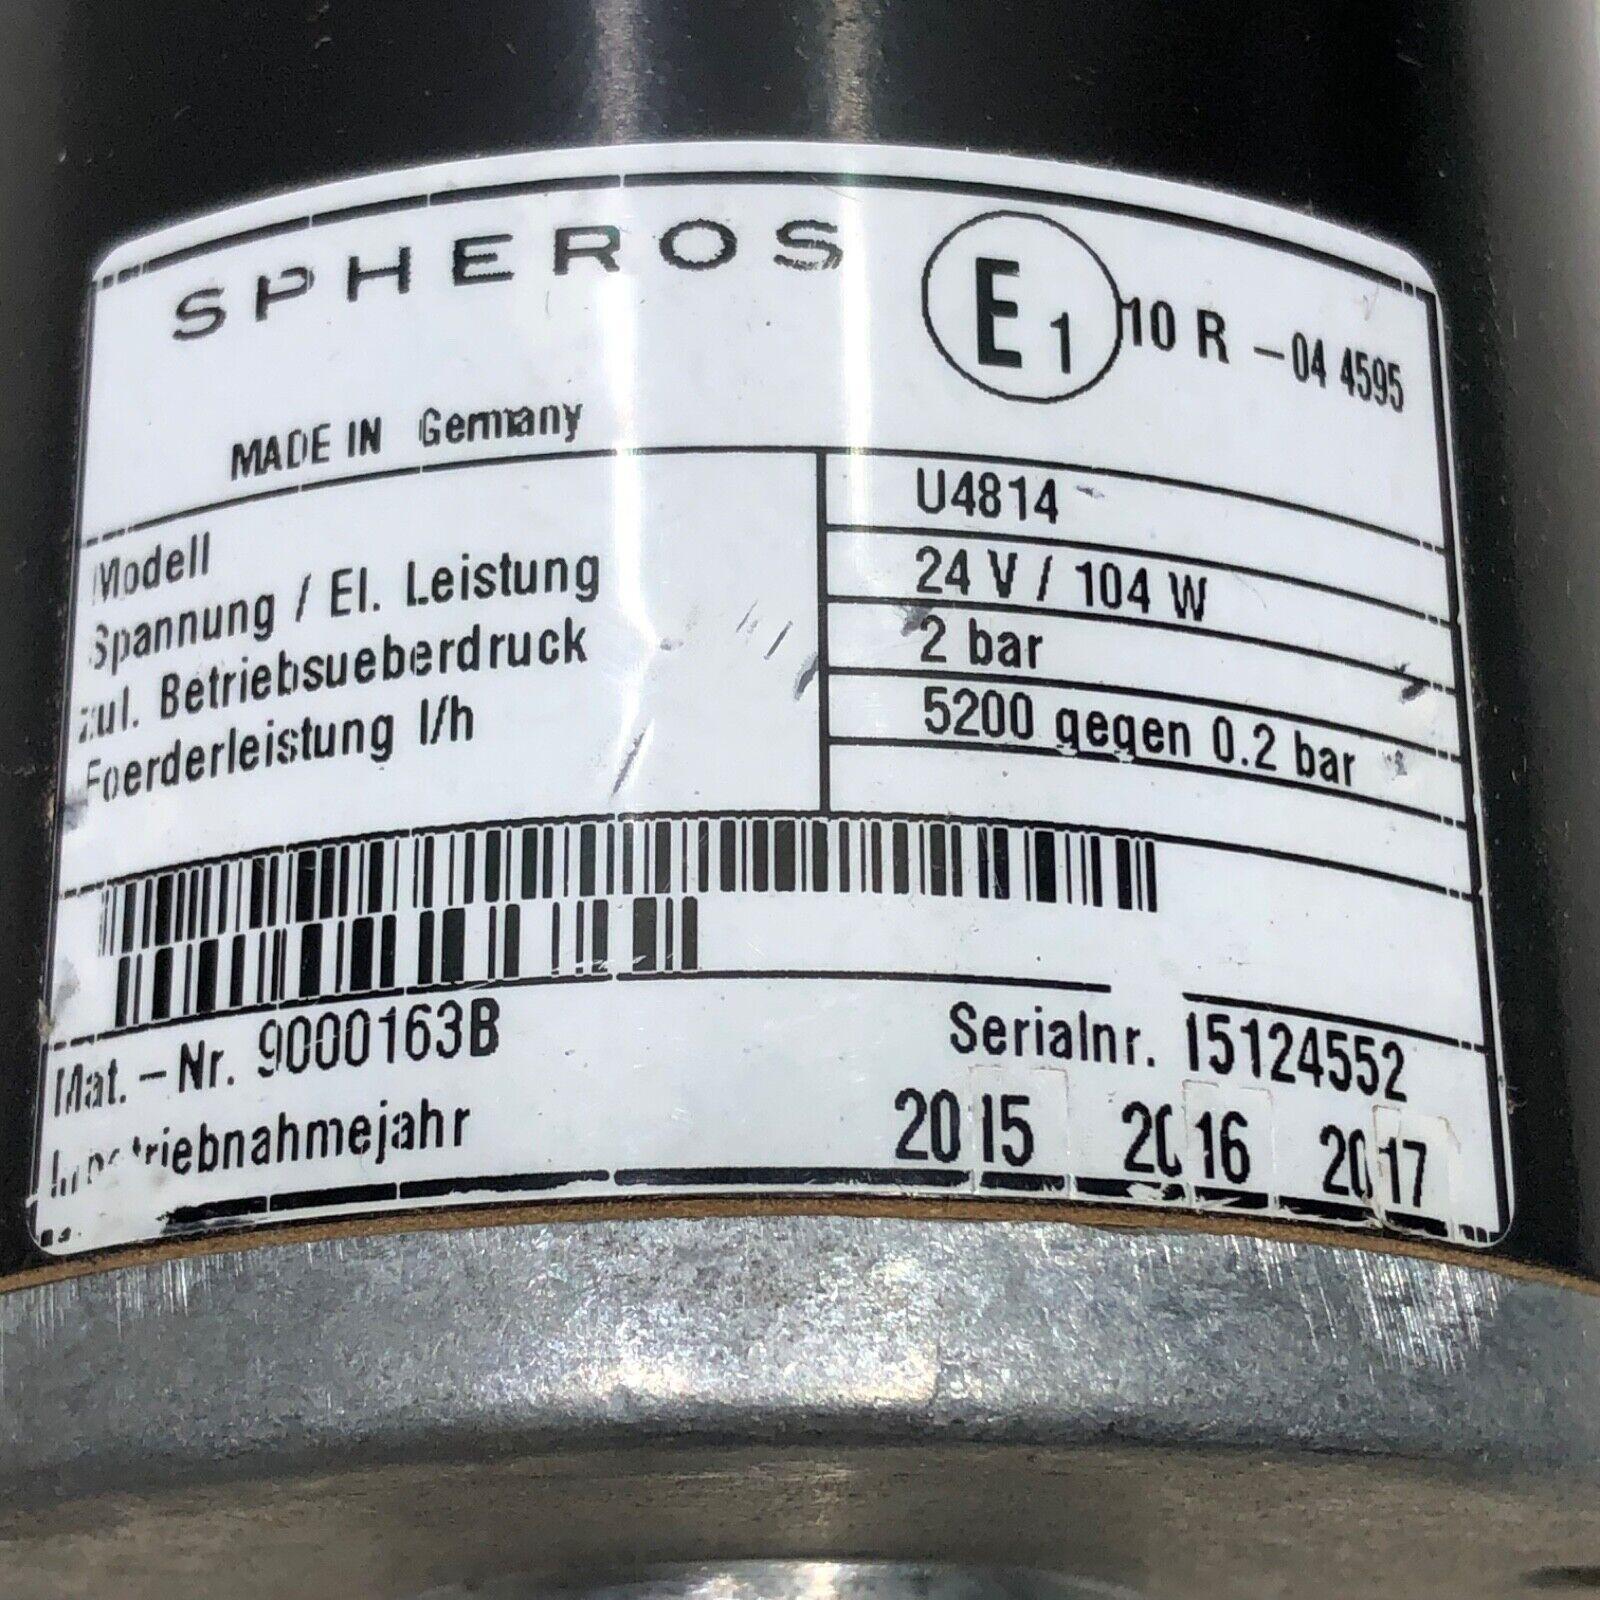 SPHEROS
E1 10 R -04 4595
MADE IN Germany
Modell U4814
Spannung / El. Leistung 24 V / 104 W
zul. Betriebsueberdruck 2 bar
Foerderleistung l/h 5200 gegen 0.2 bar
Mat.-Nr. 9000163B Serialnr. 15124552
Inbetriebnahmejahr 2015 2016 2017